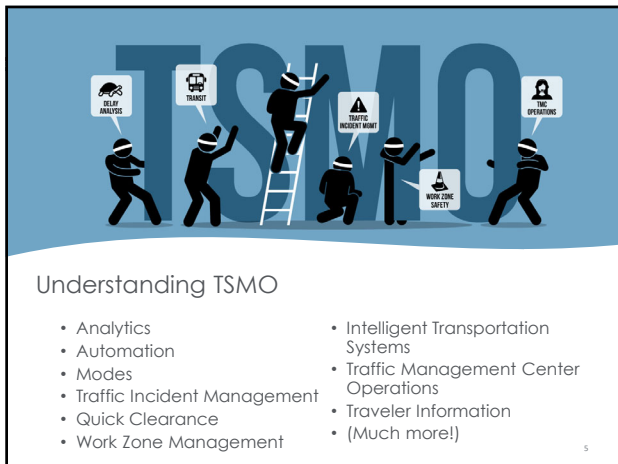 TSMO
DELAY
ANALYSIS
TRANSIT
TRAFFIC
INCIDENT MGMT
WORK ZONE
SAFETY
TMC
OPERATIONS
Understanding TSMO
• Analytics
• Automation
• Modes
• Traffic Incident Management
• Quick Clearance
• Work Zone Management
• Intelligent Transportation
Systems
• Traffic Management Center
Operations
• Traveler Information
• (Much more!)
5